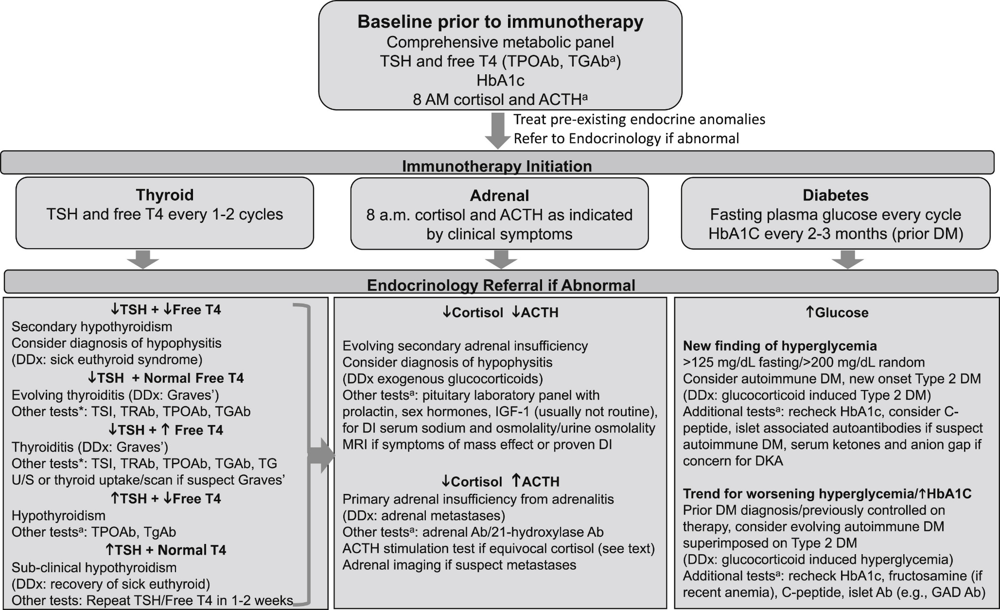 Baseline prior to immunotherapy
Comprehensive metabolic panel
TSH and free T4 (TPOAb, TGAbᵃ)
HbA1c
8 AM cortisol and ACTHᵃ
Treat pre-existing endocrine anomalies
Refer to Endocrinology if abnormal
Immunotherapy Initiation
Thyroid
TSH and free T4 every 1-2 cycles
Adrenal
8 a.m. cortisol and ACTH as indicated
by clinical symptoms
Diabetes
Fasting plasma glucose every cycle
HbA1C every 2-3 months (prior DM)
Endocrinology Referral if Abnormal
↓TSH + ↓Free T4
Secondary hypothyroidism
Consider diagnosis of hypophysitis
(DDx: sick euthyroid syndrome)
↓TSH + Normal Free T4
Evolving thyroiditis (DDx: Graves’)
Other tests*: TSI, TRAb, TPOAb, TGAb
↓TSH + ↑ Free T4
Thyroiditis (DDx: Graves’)
Other tests*: TSI, TRAb, TPOAb, TGAb, TG
U/S or thyroid uptake/scan if suspect Graves’
↑TSH + ↓Free T4
Hypothyroidism
Other testsᵃ: TPOAb, TgAb
↑TSH + Normal T4
Sub-clinical hypothyroidism
(DDx: recovery of sick euthyroid)
Other tests: Repeat TSH/Free T4 in 1-2 weeks
↓Cortisol ↓ACTH
Evolving secondary adrenal insufficiency
Consider diagnosis of hypophysitis
(DDx exogenous glucocorticoids)
Other testsᵃ: pituitary laboratory panel with
prolactin, sex hormones, IGF-1 (usually not routine),
for DI serum sodium and osmolality/urine osmolality
MRI if symptoms of mass effect or proven DI
↓Cortisol ↑ACTH
Primary adrenal insufficiency from adrenalitis
(DDx: adrenal metastases)
Other testsᵃ: adrenal Ab/21-hydroxylase Ab
ACTH stimulation test if equivocal cortisol (see text)
Adrenal imaging if suspect metastases
↑Glucose
New finding of hyperglycemia
>125 mg/dL fasting/>200 mg/dL random
Consider autoimmune DM, new onset Type 2 DM
(DDx: glucocorticoid induced Type 2 DM)
Additional testsᵃ: recheck HbA1c, consider C-
peptide, islet associated autoantibodies if suspect
autoimmune DM, serum ketones and anion gap if
concern for DKA
Trend for worsening hyperglycemia/↑HbA1C
Prior DM diagnosis/previously controlled on
therapy, consider evolving autoimmune DM
superimposed on Type 2 DM
(DDx: glucocorticoid induced hyperglycemia)
Additional testsᵃ: recheck HbA1c, fructosamine (if
recent anemia), C-peptide, islet Ab (e.g., GAD Ab)